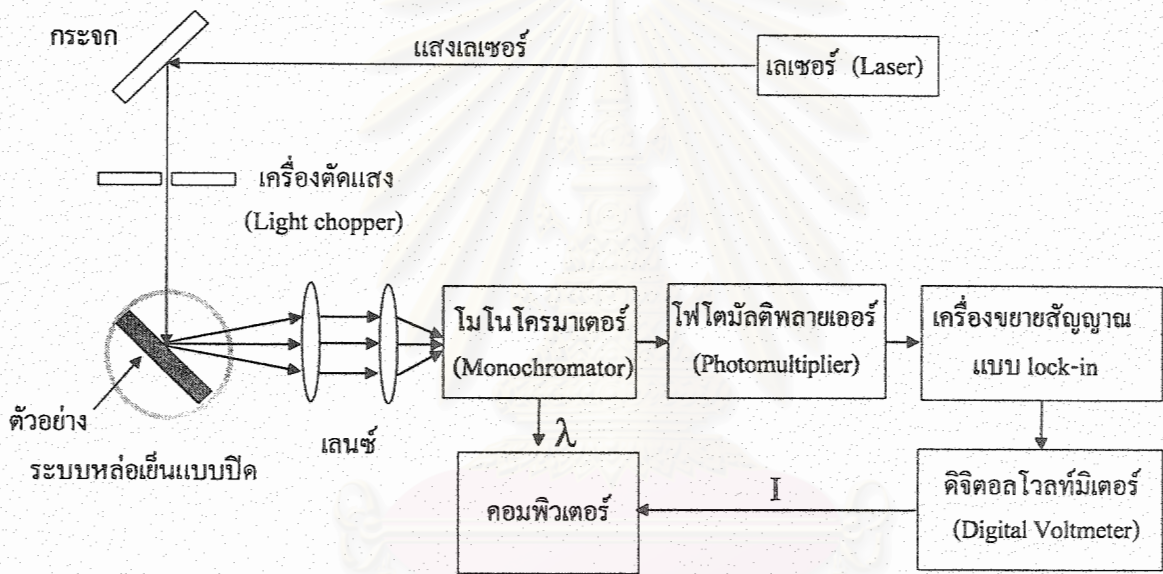 กระจก
แสงเลเซอร์
เลเซอร์ (Laser)
เครื่องตัดแสง
(Light chopper)
โมโนโครมาเตอร์
(Monochromator)
โฟโตมัลติพลายเออร์
(Photomultiplier)
เครื่องขยายสัญญาณ
แบบ lock-in
ตัวอย่าง
ระบบหล่อเย็นแบบปิด
เลนซ์
λ
คอมพิวเตอร์
I
ดิจิตอลโวลท์มิเตอร์
(Digital Voltmeter)